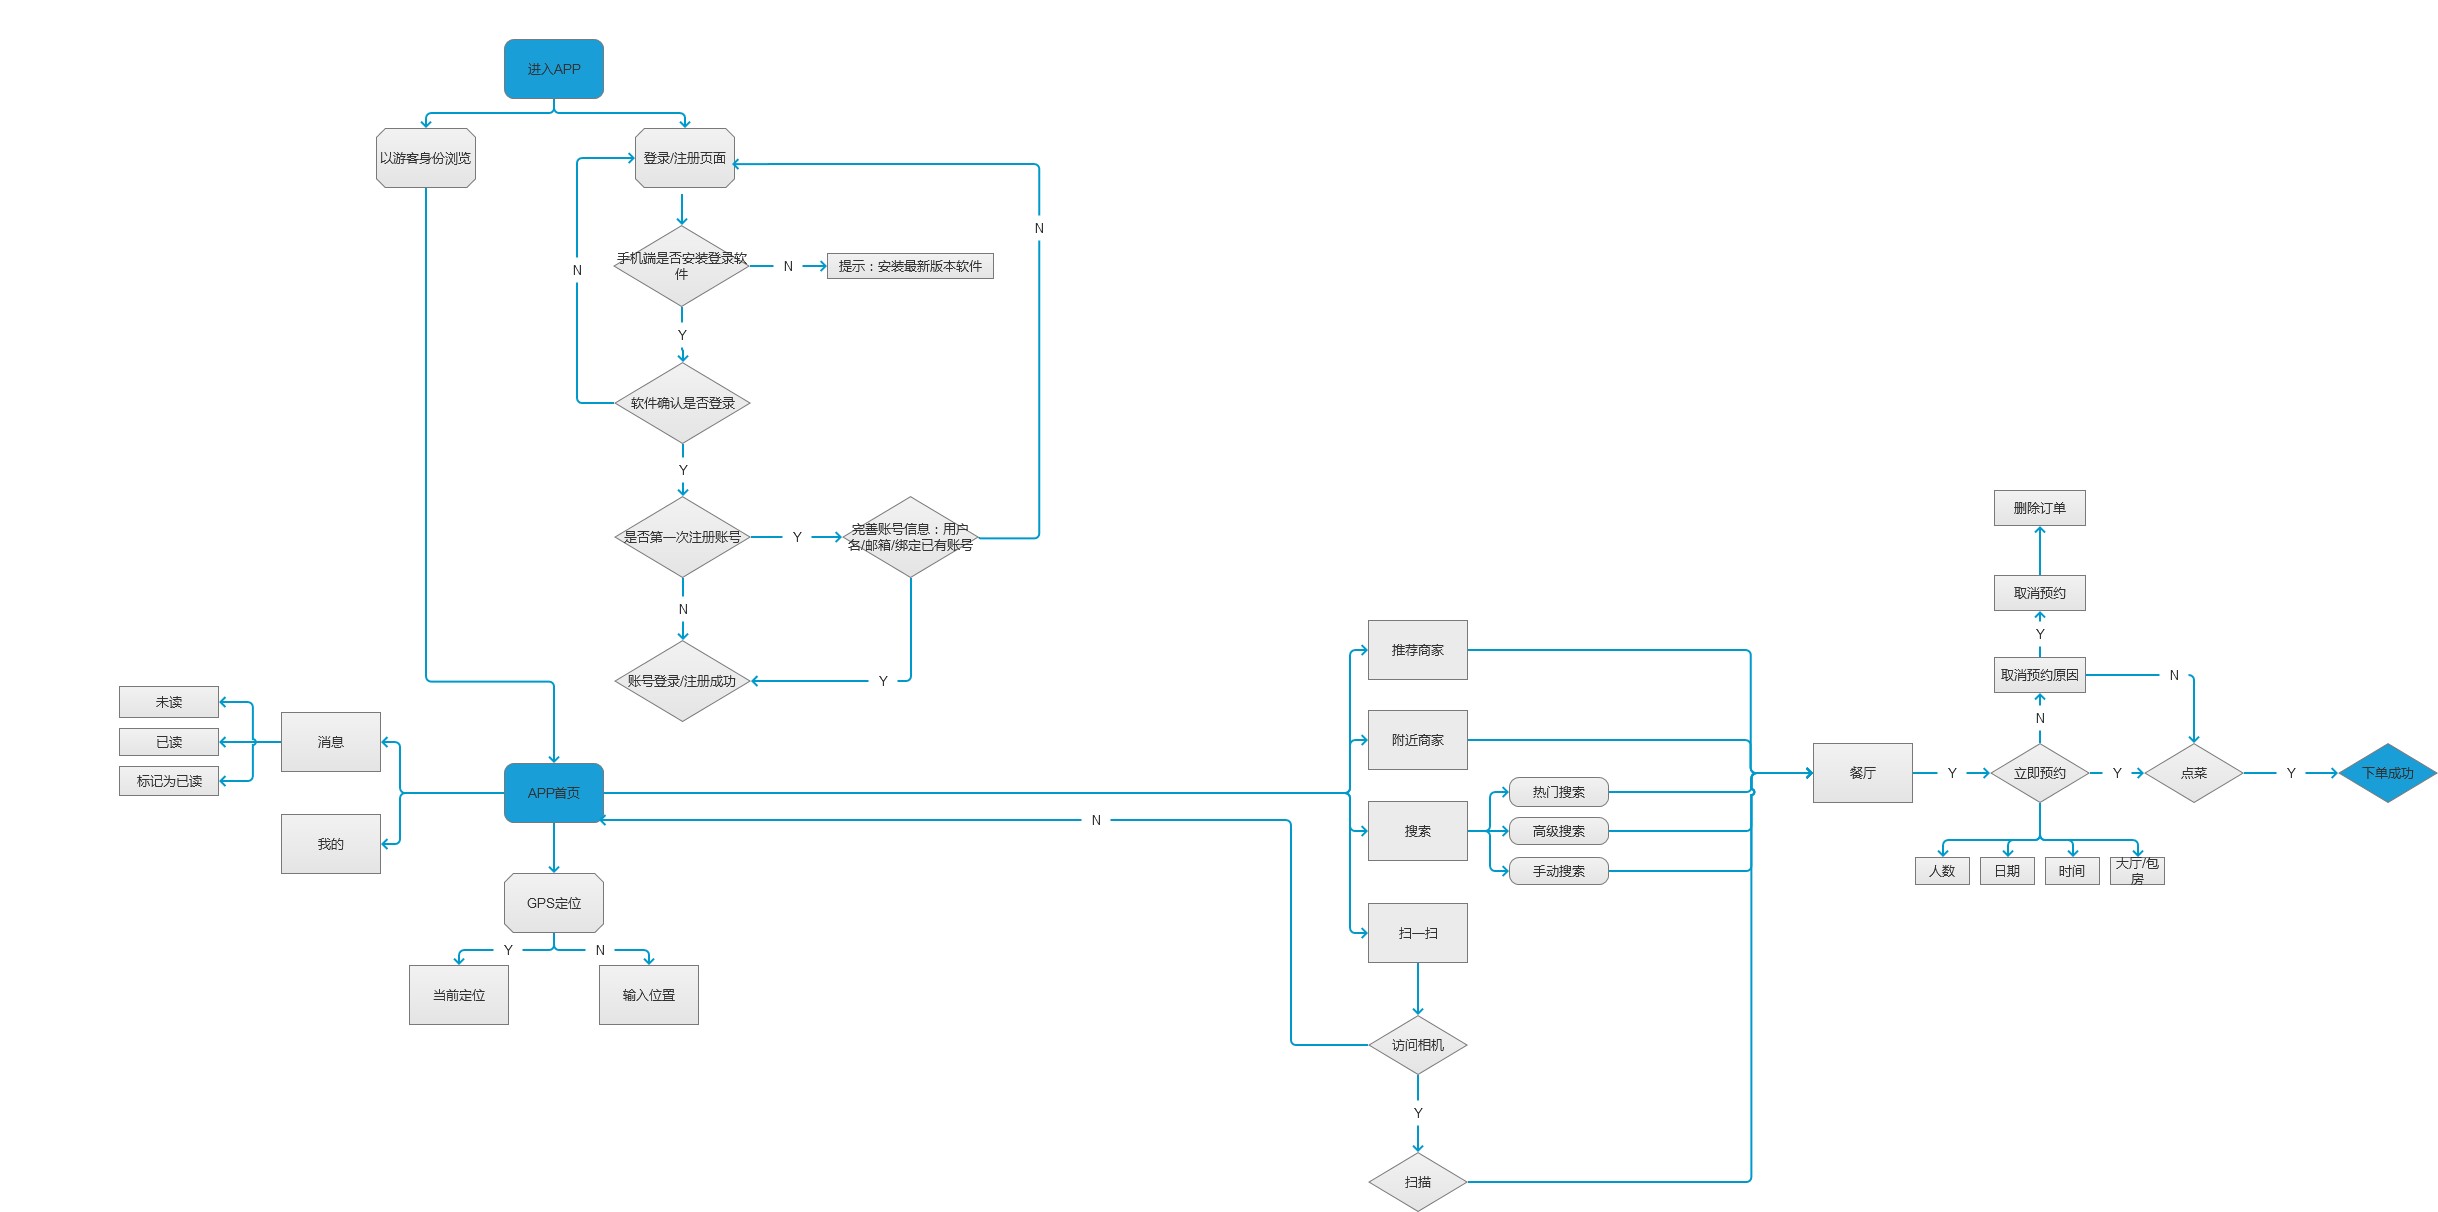 进入APP
以游客身份浏览
登录/注册页面
N
手机端是否安装登录软
件
N
提示：安装最新版本软件
N
Y
软件确认是否登录
Y
是否第一次注册账号
Y
完善账号信息：用户
名/邮箱/绑定已有账号
N
账号登录/注册成功
Y
未读
已读
标记为已读
消息
我的
APP首页
GPS定位
Y
N
当前定位
输入位置
N
推荐商家
附近商家
搜索
热门搜索
高级搜索
手动搜索
扫一扫
访问相机
Y
扫描
餐厅
Y
删除订单
取消预约
Y
取消预约原因
N
N
立即预约
Y
点菜
Y
下单成功
人数
日期
时间
大厅/包
房